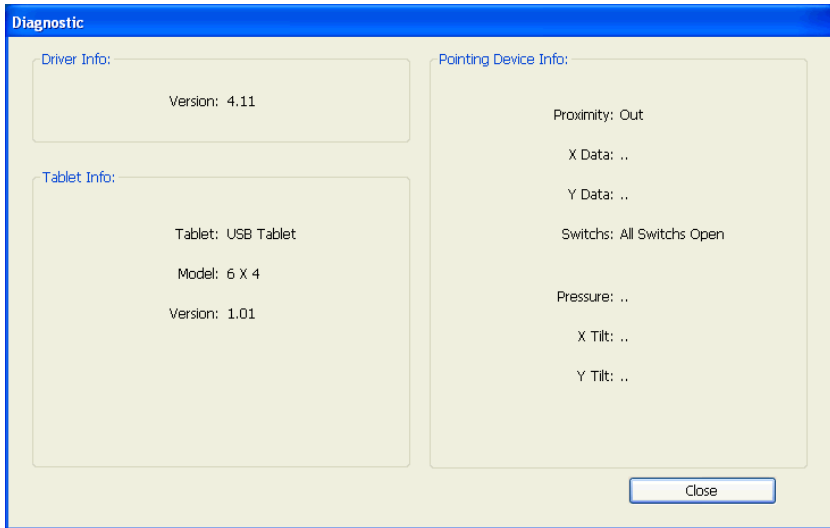 Diagnostic
Driver Info:
Version: 4.11
Tablet Info:
Tablet: USB Tablet
Model: 6 X 4
Version: 1.01
Pointing Device Info:
Proximity: Out
X Data: ..
Y Data: ..
Switchs: All Switchs Open
Pressure: ..
X Tilt: ..
Y Tilt: ..
Close